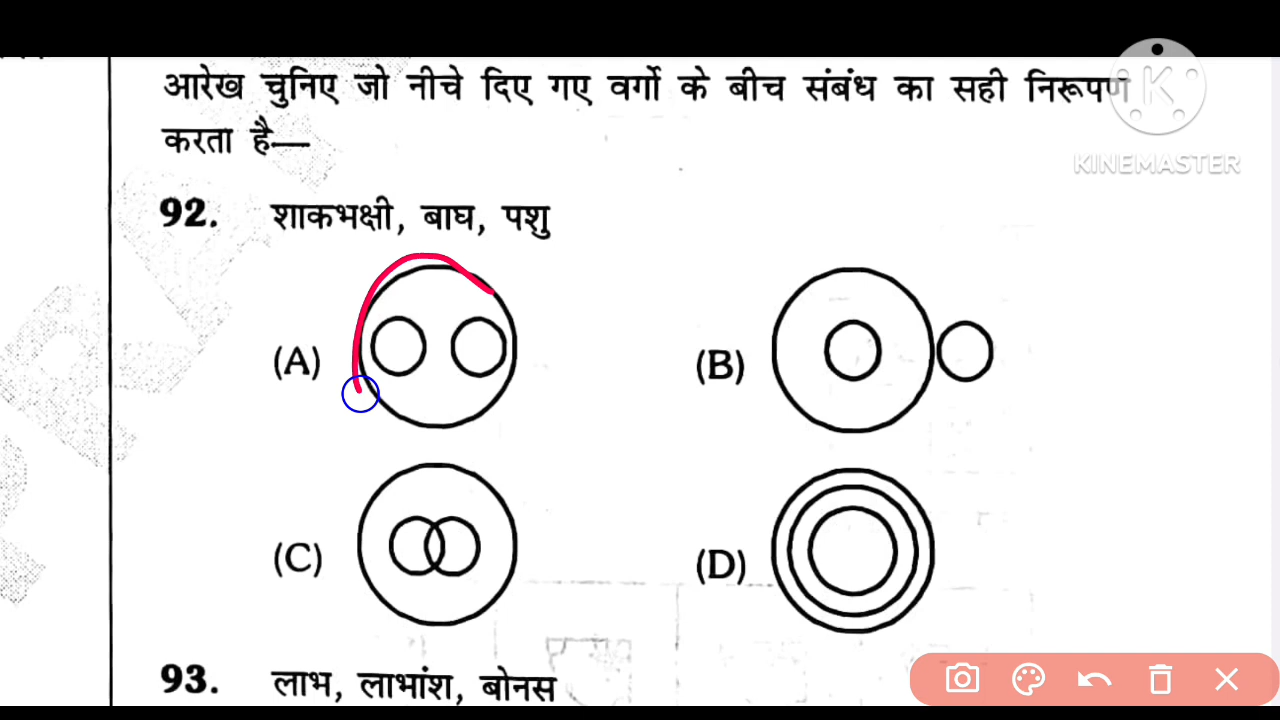 आरेख चुनिए जो नीचे दिए गए वर्गो के बीच संबंध का सही निरूपण
करता है—
KINEMASTER
92. शाकभक्षी, बाघ, पशु
(A)
(B)
(C)
(D)
93. लाभ, लाभांश, बोनस